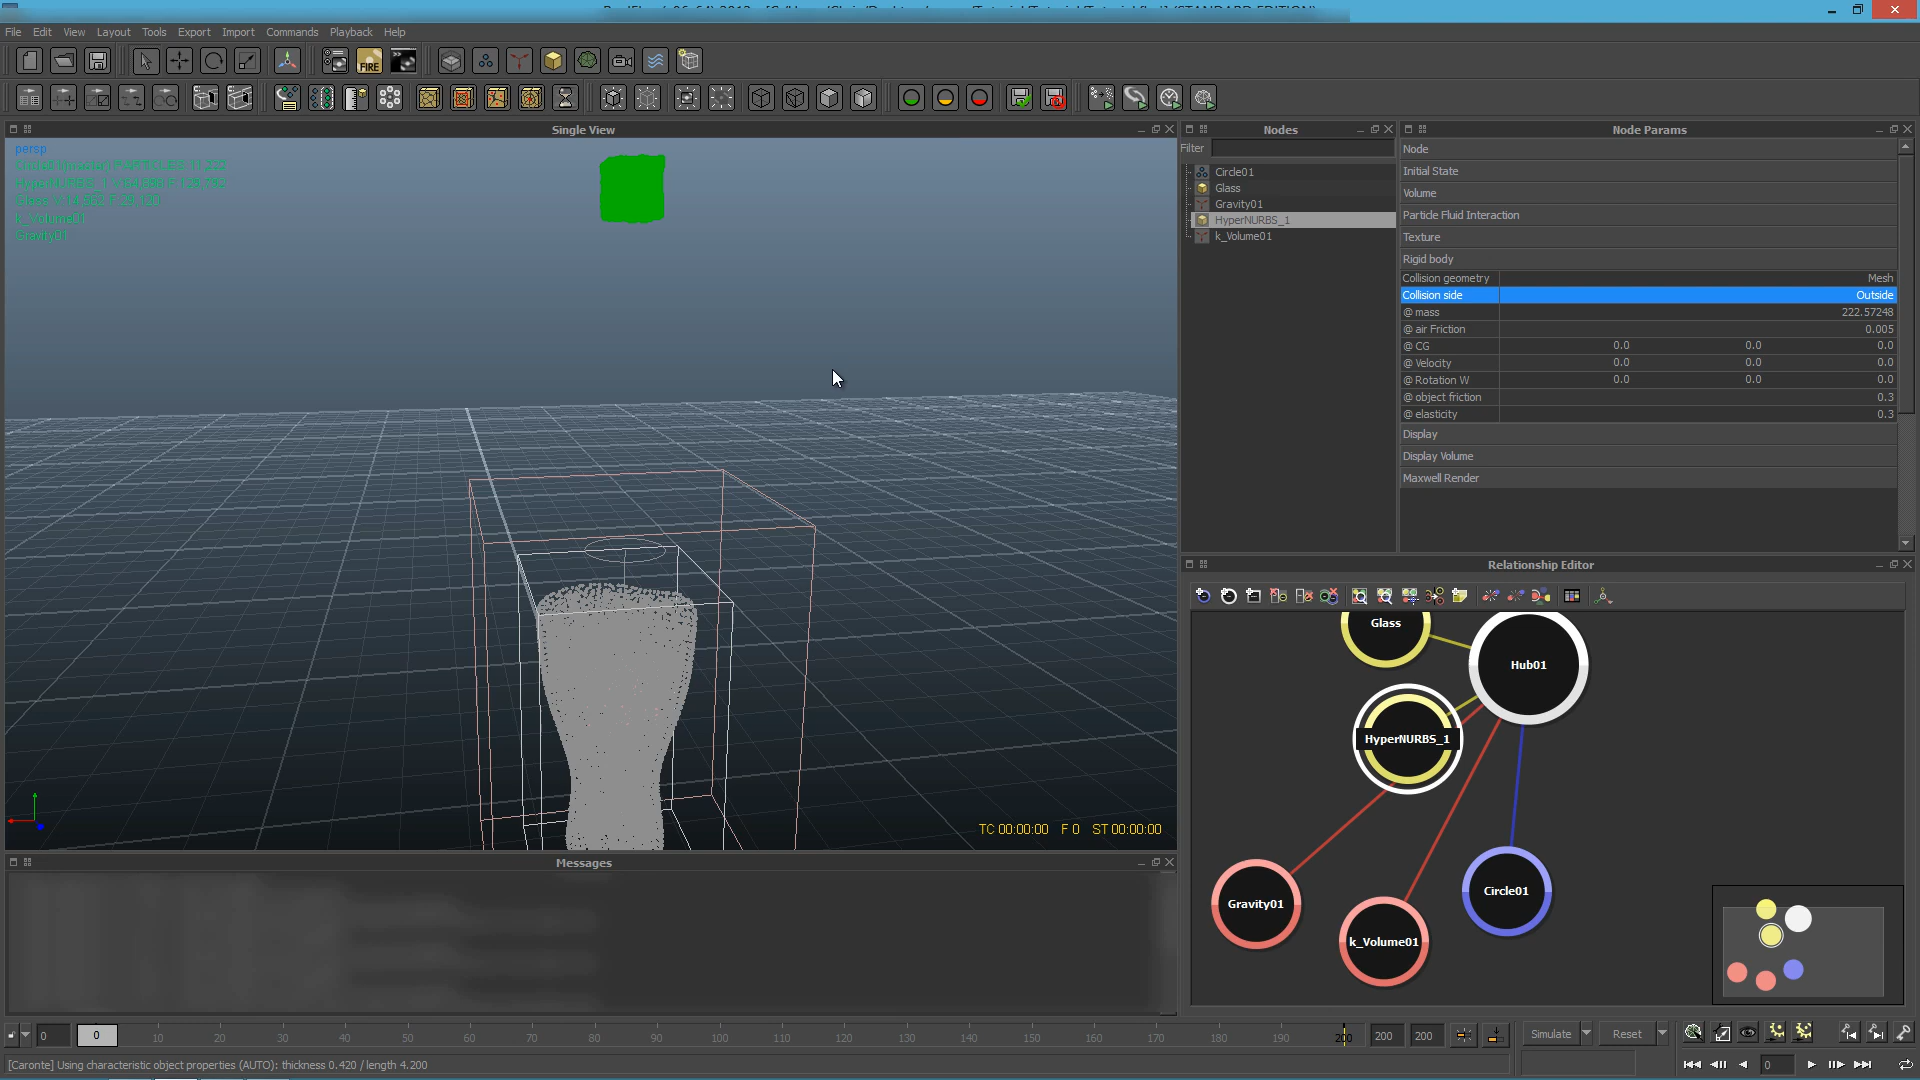 File Edit View Layout Tools Export Import Commands Playback Help
FIRE
Single View
persp
k_Volume01
Gravity01
TC 00:00:00 F 0 ST 00:00:00
Messages
Nodes
Filter
Circle01
Glass
Gravity01
HyperNURBS_1
k_Volume01
Node Params
Node
Initial State
Volume
Particle Fluid Interaction
Texture
Rigid body
Collision geometry Mesh
Collision side Outside
@ mass 222.57248
@ air Friction 0.005
@ CG 0.0 0.0 0.0
@ Velocity 0.0 0.0 0.0
@ Rotation W 0.0 0.0 0.0
@ object friction 0.3
@ elasticity 0.3
Display
Display Volume
Maxwell Render
Relationship Editor
Glass
Hub01
HyperNURBS_1
Gravity01
k_Volume01
Circle01
0 0 10 20 30 40 50 60 70 80 90 100 110 120 130 140 150 160 170 180 190 200 200 200
Simulate Reset
[Caronte] Using characteristic object properties (AUTO): thickness 0.420 / length 4.200
0